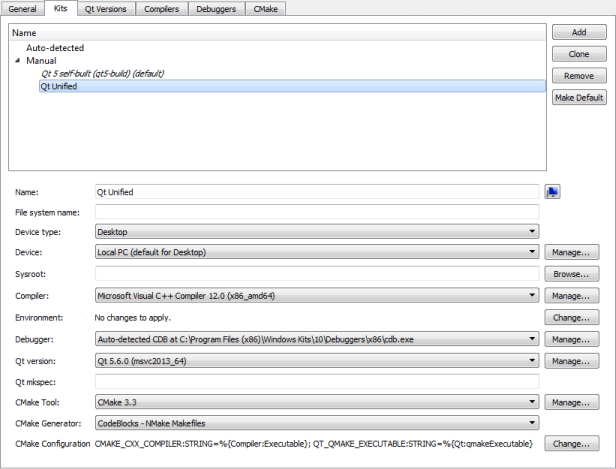 General Kits Qt Versions Compilers Debuggers CMake
Name
Auto-detected
Manual
Qt 5 self-built (qt5-build) (default)
Qt Unified
Add
Clone
Remove
Make Default
Name: Qt Unified
File system name:
Device type: Desktop
Device: Local PC (default for Desktop) Manage...
Sysroot: Browse...
Compiler: Microsoft Visual C++ Compiler 12.0 (x86_amd64) Manage...
Environment: No changes to apply. Change...
Debugger: Auto-detected CDB at C:\Program Files (x86)\Windows Kits\10\Debuggers\x86\cdb.exe Manage...
Qt version: Qt 5.6.0 (msvc2013_64) Manage...
Qt mkspec:
CMake Tool: CMake 3.3 Manage...
CMake Generator: CodeBlocks - NMake Makefiles
CMake Configuration CMAKE_CXX_COMPILER:STRING=%{Compiler:Executable}; QT_QMAKE_EXECUTABLE:STRING=%{Qt:qmakeExecutable} Change...